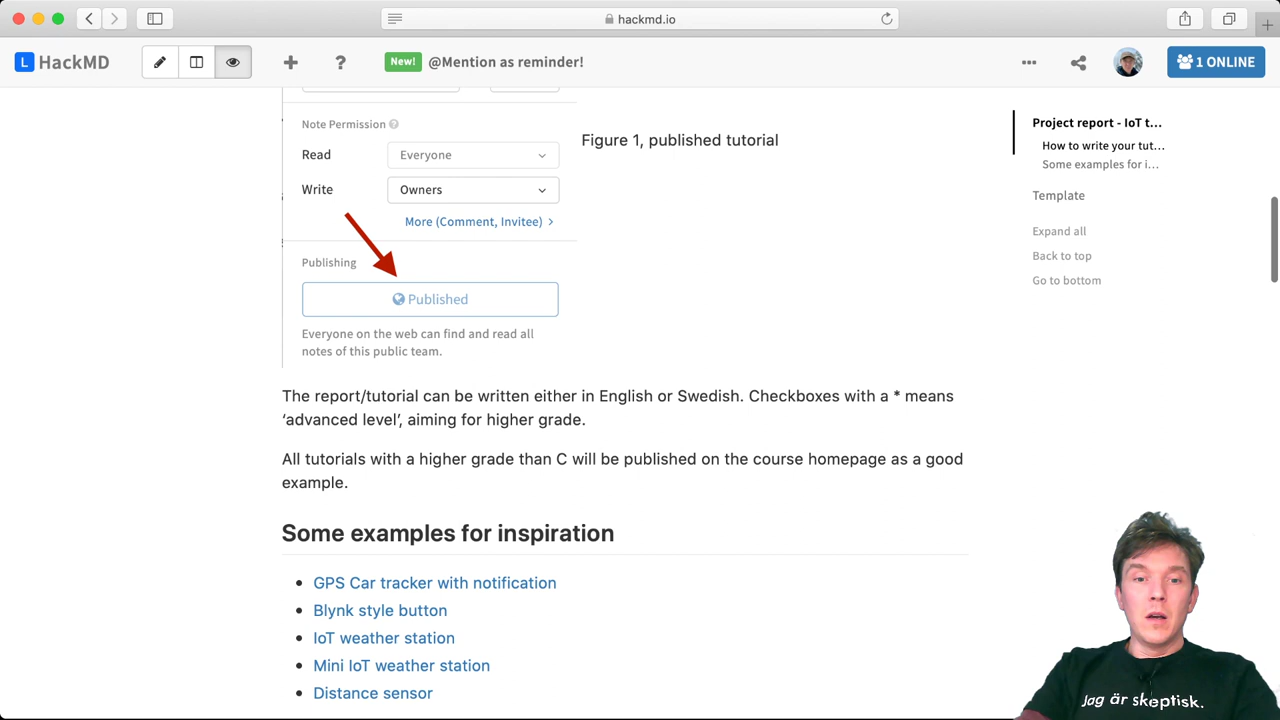 hackmd.io
L HackMD
New! @Mention as reminder!
1 ONLINE
Note Permission
Read Everyone
Figure 1, published tutorial
Write Owners
More (Comment, Invitee) >
Publishing
Published
Everyone on the web can find and read all
notes of this public team.
The report/tutorial can be written either in English or Swedish. Checkboxes with a * means
‘advanced level’, aiming for higher grade.
All tutorials with a higher grade than C will be published on the course homepage as a good
example.
Some examples for inspiration
• GPS Car tracker with notification
• Blynk style button
• IoT weather station
• Mini IoT weather station
• Distance sensor
Project report - IoT t...
How to write your tut...
Some examples for i...
Template
Expall all
Back to top
Go to bottom
Jag är skeptisk.